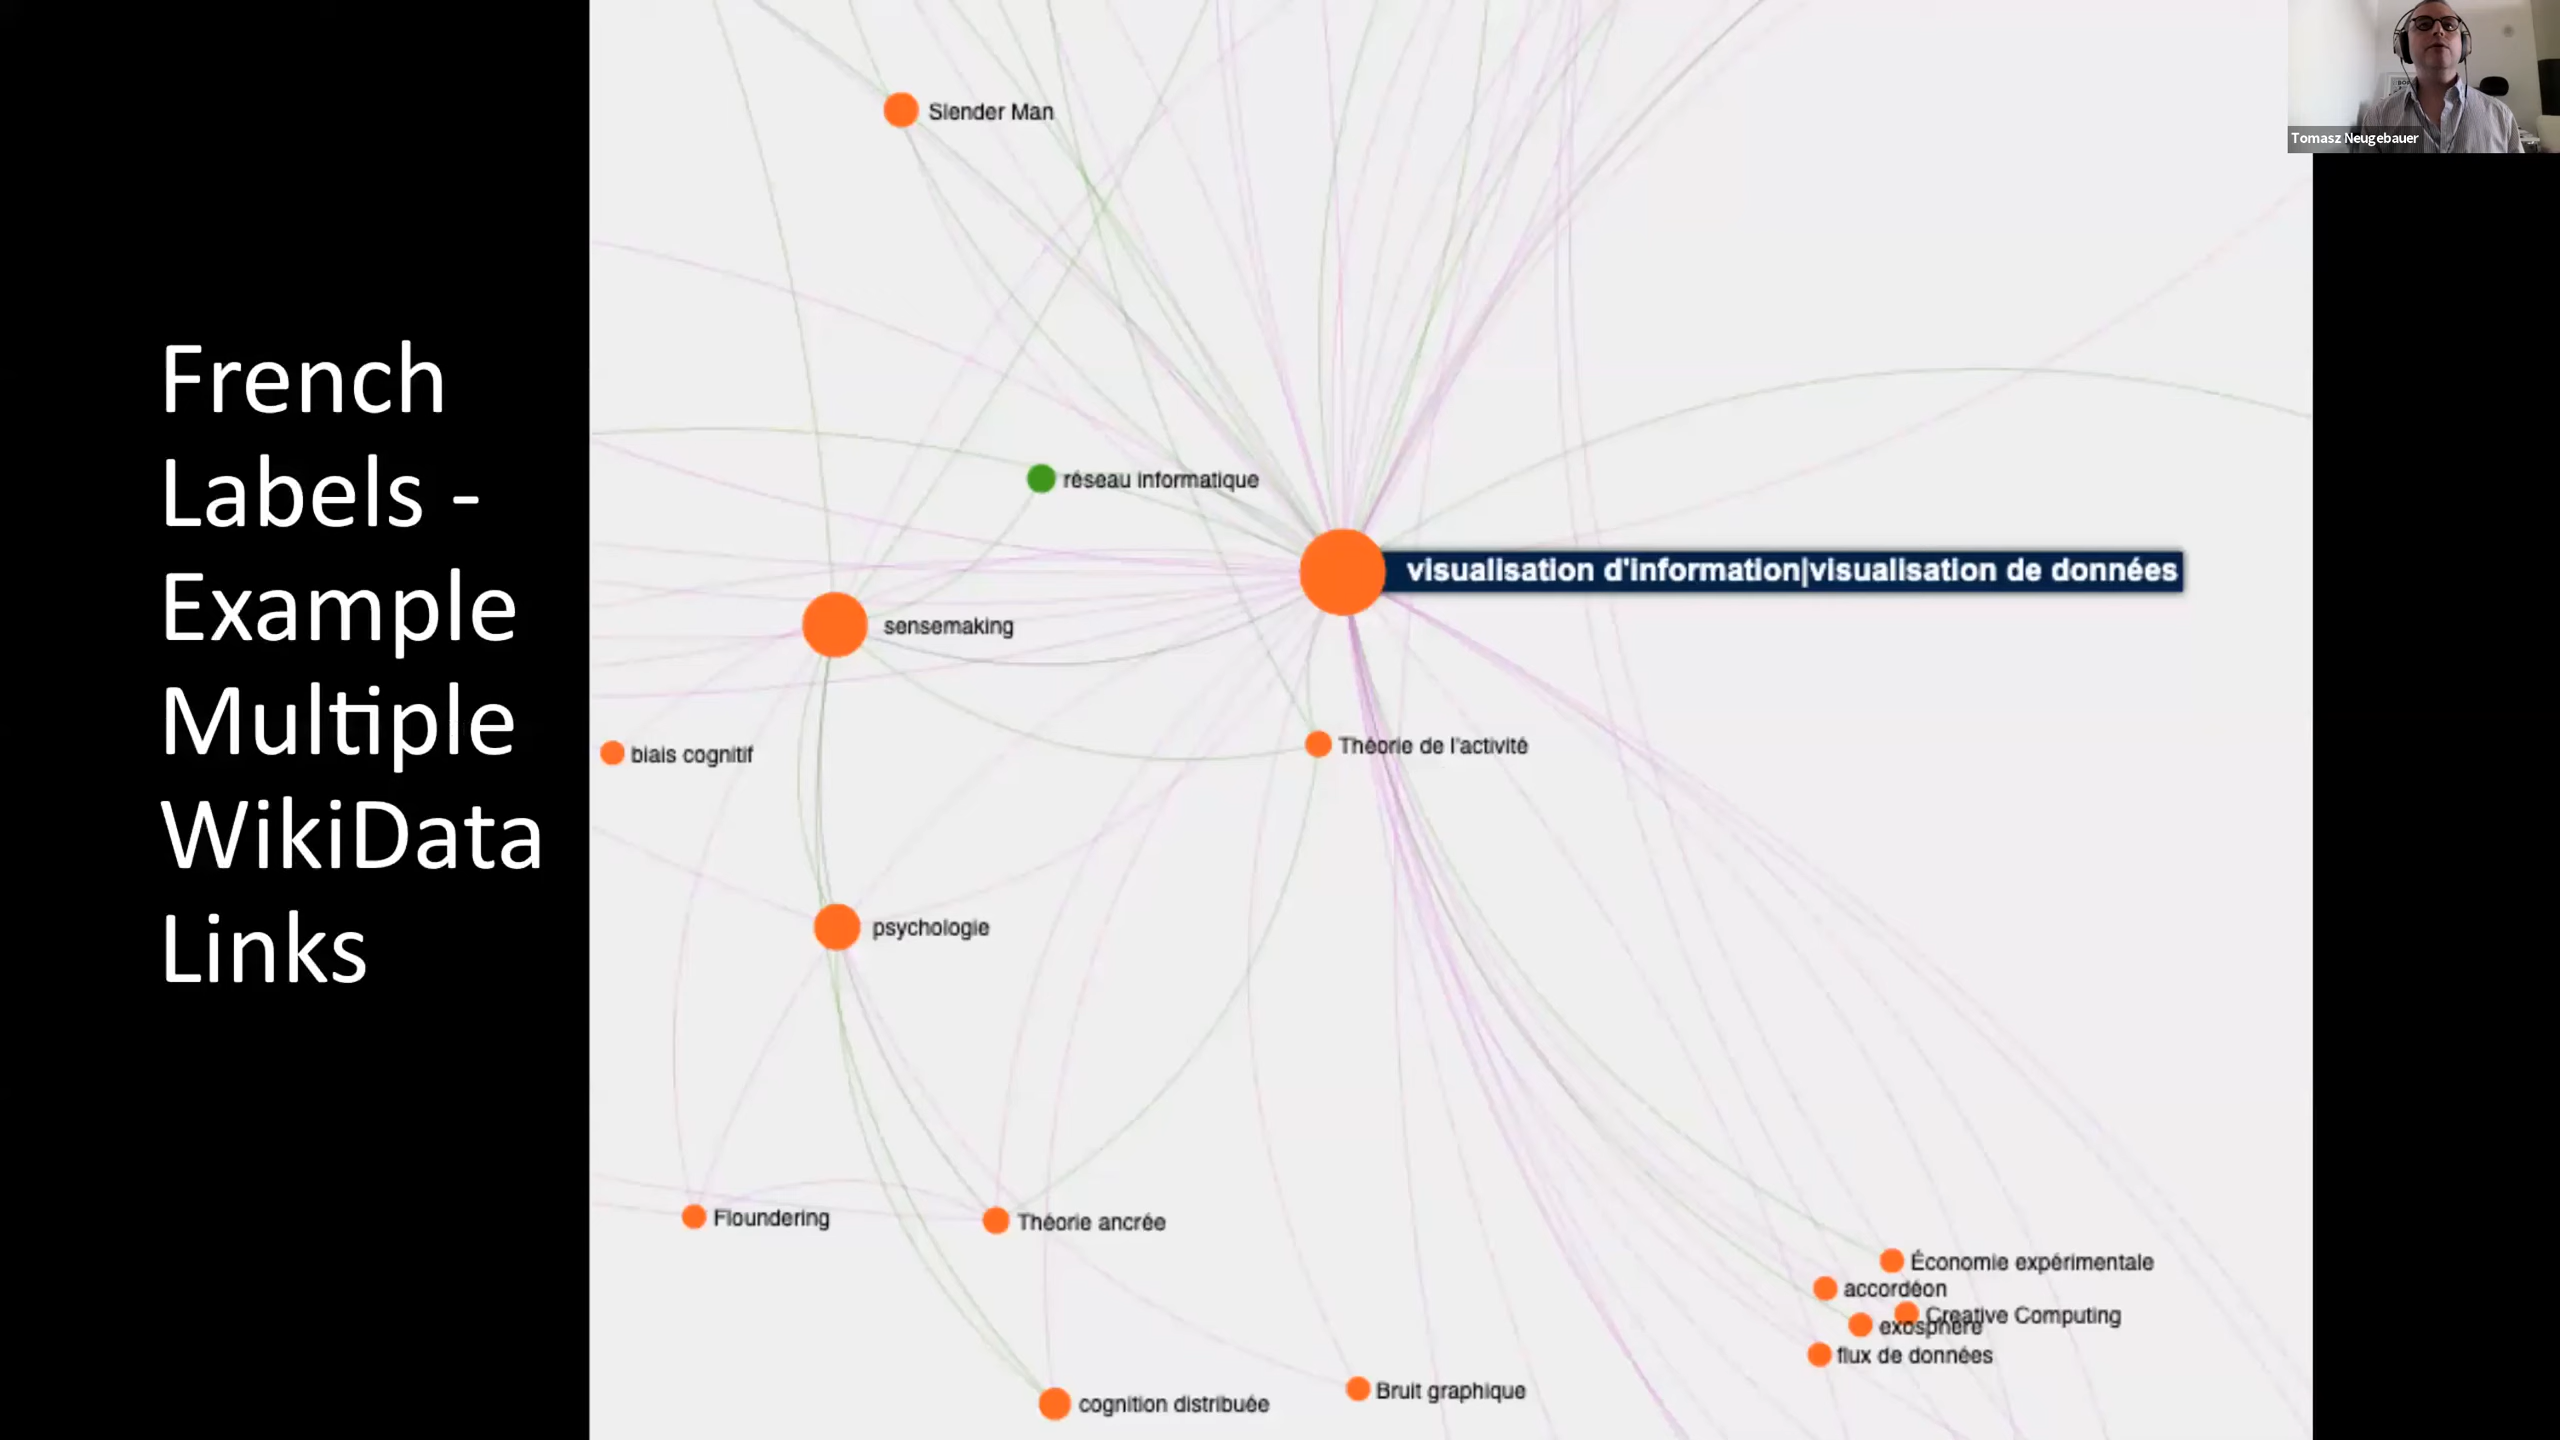 French
Labels -
Example
Multiple
WikiData
Links
Slender Man
réseau informatique
visualisation d'information|visualisation de données
sensemaking
biais cognitif
Théorie de l'activité
psychologie
Floundering
Théorie ancrée
Économie expérimentale
accordéon
Creative Computing
exosphère
flux de données
Bruit graphique
cognition distribuée
Tomasz Neugebauer